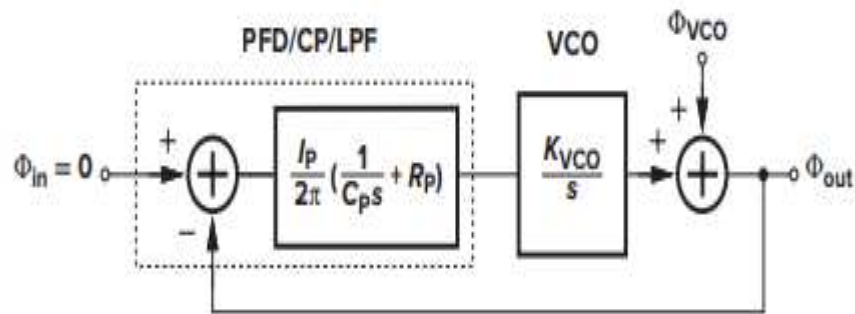 PFD/CP/LPF
VCO
Φ_VCO
+
+
Φ_in = 0
+
+
I_P/2π (1/C_P s + R_P)
K_VCO/s
+
+
Φ_out
−